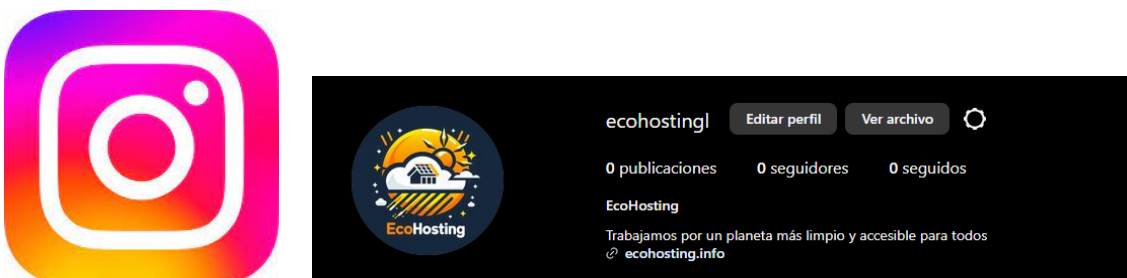 ecohostingl Editar perfil Ver archivo
0 publicaciones 0 seguidores 0 seguidos
EcoHosting
EcoHosting
Trabajamos por un planeta más limpio y accesible para todos
ecohosting.info